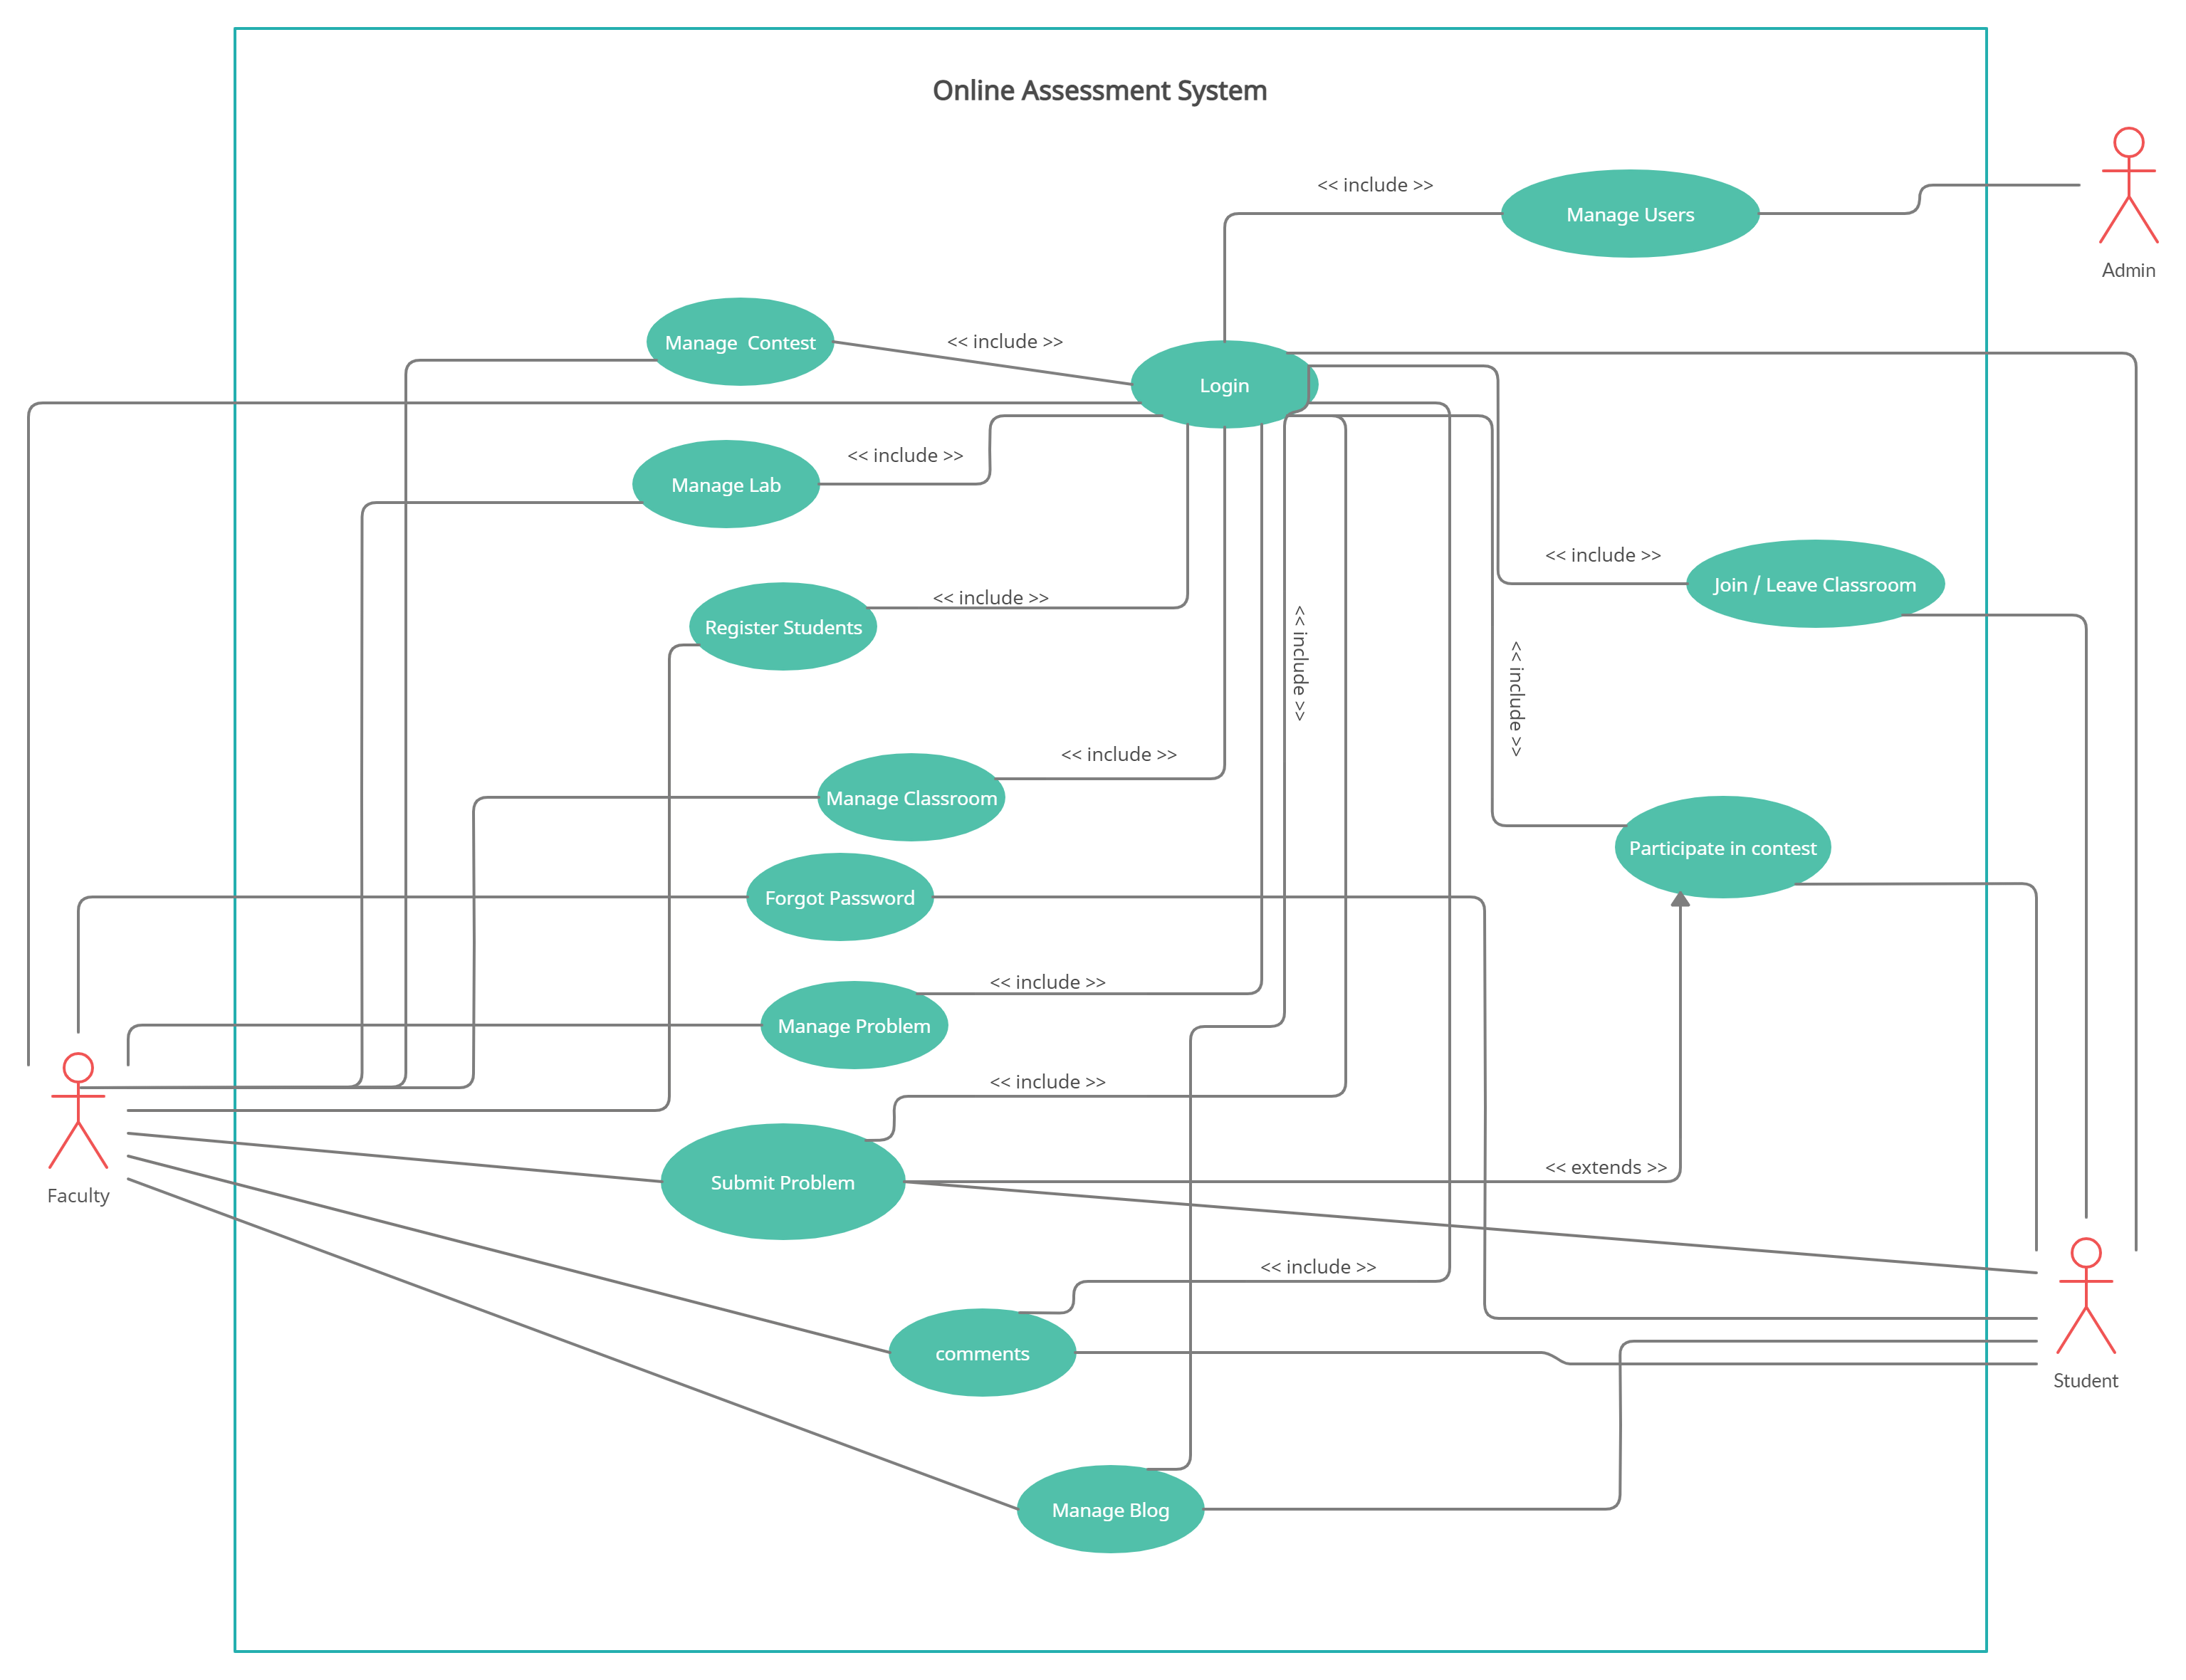 Online Assessment System
<< include >>
Manage Users
Admin
Manage  Contest
<< include >>
Login
Manage Lab
<< include >>
<< include >>
Join / Leave Classroom
Register Students
<< include >>
<< include >>
<< include >>
Manage Classroom
<< include >>
Participate in contest
Forgot Password
<< include >>
Manage Problem
<< include >>
Submit Problem
<< extends >>
Faculty
<< include >>
comments
Student
Manage Blog